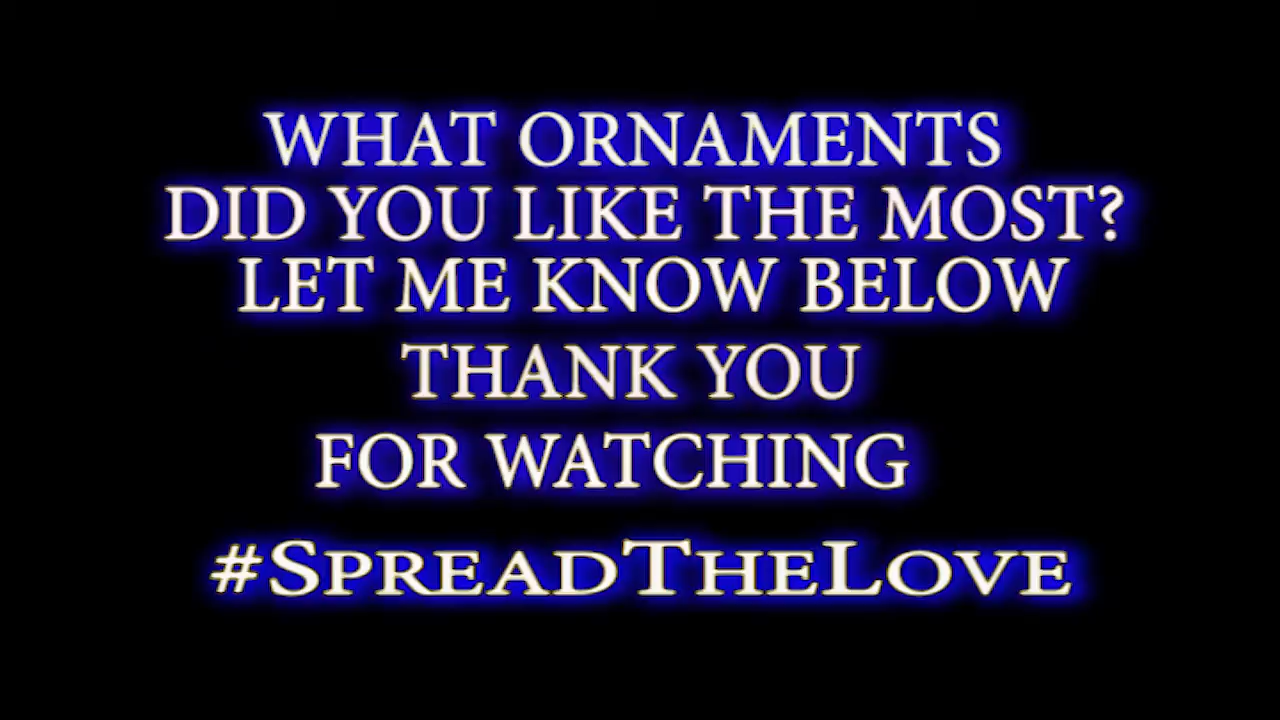 WHAT ORNAMENTS
DID YOU LIKE THE MOST?
LET ME KNOW BELOW
THANK YOU
FOR WATCHING
#SPREADTHELOVE